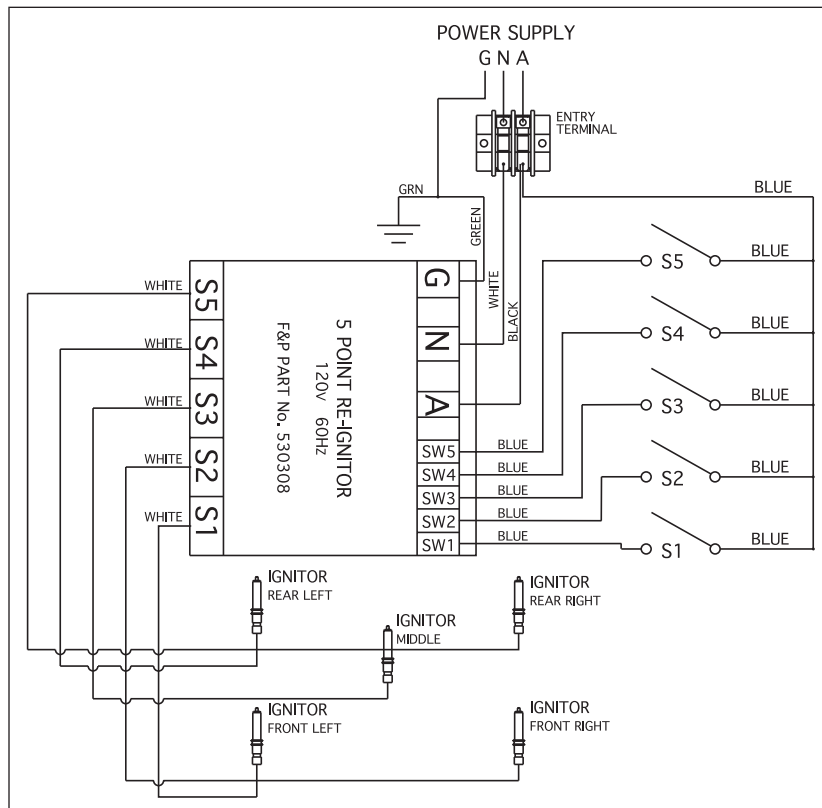 POWER SUPPLY
G N A
ENTRY
TERMINAL
GRN
GREEN
WHITE
BLACK
BLUE
G
N
A
SW5
SW4
SW3
SW2
SW1
5 POINT RE-IGNITOR
120v 60Hz
F&P PART No. 530308
S5
S4
S3
S2
S1
WHITE
WHITE
WHITE
WHITE
WHITE
BLUE
BLUE
BLUE
BLUE
BLUE
S5
BLUE
S4
BLUE
S3
BLUE
S2
BLUE
S1
BLUE
IGNITOR
REAR LEFT
IGNITOR
MIDDLE
IGNITOR
REAR RIGHT
IGNITOR
FRONT LEFT
IGNITOR
FRONT RIGHT